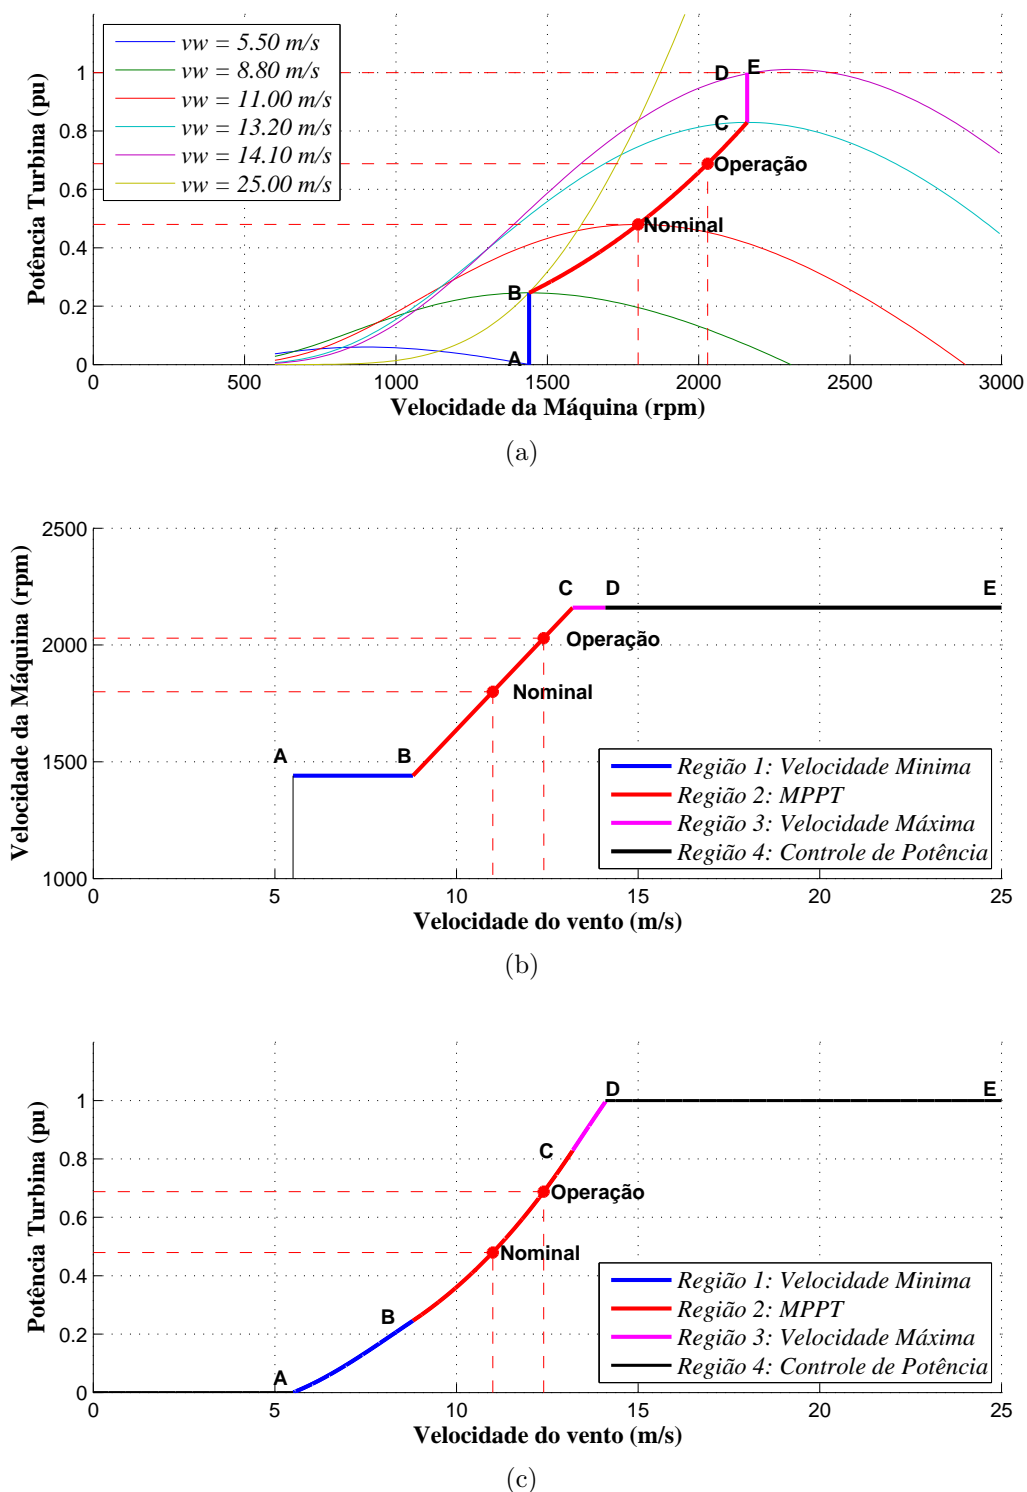 vw = 5.50 m/s
vw = 8.80 m/s
vw = 11.00 m/s
vw = 13.20 m/s
vw = 14.10 m/s
vw = 25.00 m/s
Potência Turbina (pu)
1
0.8
0.6
0.4
0.2
0
D
E
C
Operação
Nominal
B
A
0 500 1000 1500 2000 2500 3000
Velocidade da Máquina (rpm)
(a)
Velocidade da Máquina (rpm)
2500
2000
1500
1000
C
D
E
Operação
Nominal
A
B
Região 1: Velocidade Minima
Região 2: MPPT
Região 3: Velocidade Máxima
Região 4: Controle de Potência
0 5 10 15 20 25
Velocidade do vento (m/s)
(b)
Potência Turbina (pu)
1
0.8
0.6
0.4
0.2
0
D
E
C
Operação
Nominal
B
A
Região 1: Velocidade Minima
Região 2: MPPT
Região 3: Velocidade Máxima
Região 4: Controle de Potência
0 5 10 15 20 25
Velocidade do vento (m/s)
(c)